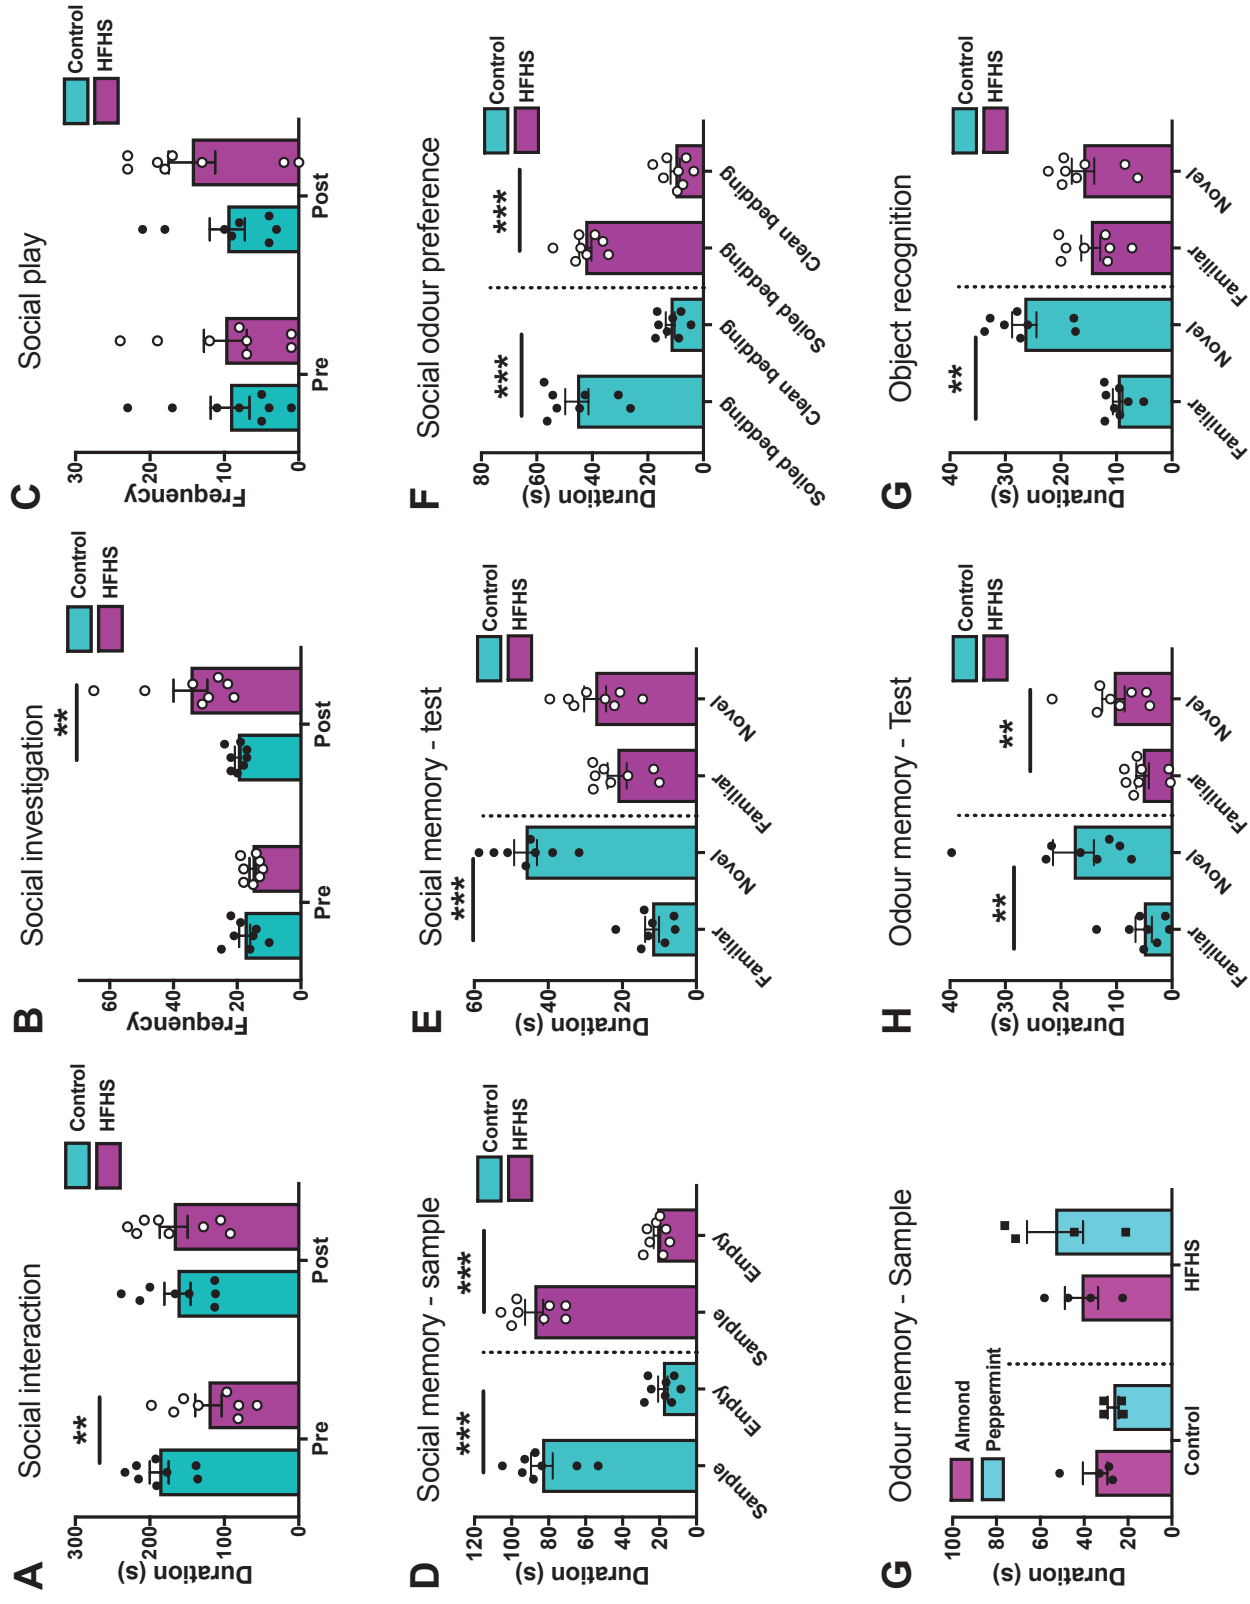 A
Social interaction
Control
HFHS
Duration (s)
300
200
100
0
**
Pre
Post
B
Social investigation
Control
HFHS
Frequency
60
40
20
0
**
Pre
Post
C
Social play
Control
HFHS
Frequency
30
20
10
0
Pre
Post
D
Social memory - sample
Control
HFHS
Duration (s)
120
100
80
60
40
20
0
***
***
Sample
Empty
Sample
Empty
E
Social memory - test
Control
HFHS
Duration (s)
60
40
20
0
***
Familiar
Novel
Familiar
Novel
F
Social odour preference
Control
HFHS
Duration (s)
80
60
40
20
0
***
***
Soiled bedding
Clean bedding
Soiled bedding
Clean bedding
G
Odour memory - Sample
Almond
Peppermint
Duration (s)
100
80
60
40
20
0
Control
HFHS
H
Odour memory - Test
Control
HFHS
Duration (s)
40
30
20
10
0
**
**
Familiar
Novel
Familiar
Novel
G
Object recognition
Control
HFHS
Duration (s)
40
30
20
10
0
**
Familiar
Novel
Familiar
Novel